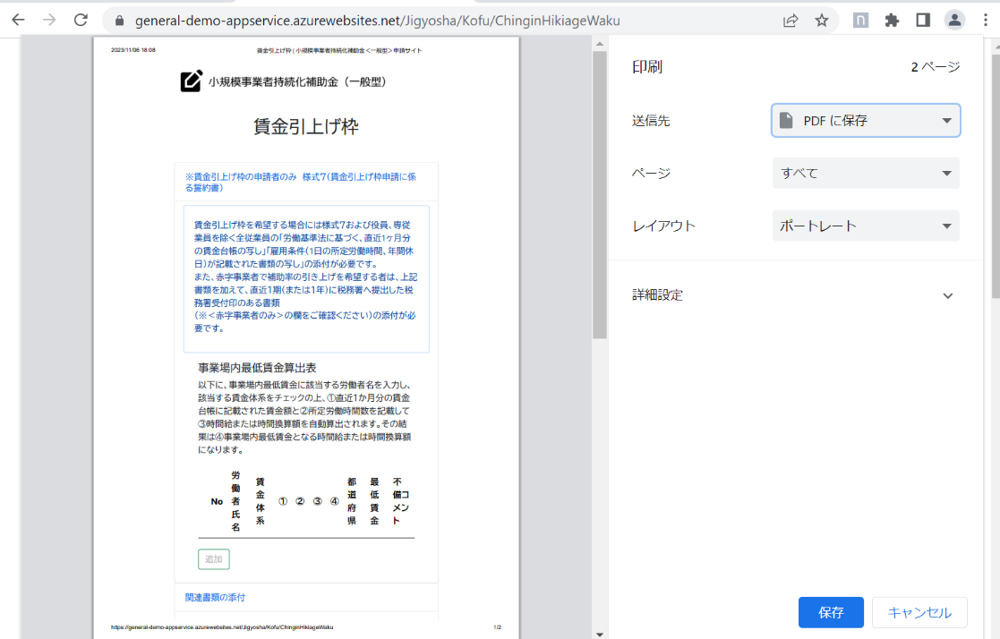 general-demo-appservice.azurewebsites.net/Jigyosha/Kofu/ChinginHikiageWaku
2023/11/06 18:08
賃金引上げ枠 | 小規模事業者持続化補助金<一般型>申請サイト
小規模事業者持続化補助金（一般型）
賃金引上げ枠
※賃金引上げ枠の申請者のみ 様式7(賃金引上げ枠申請に係
る誓約書)
賃金引上げ枠を希望する場合には様式7および役員、専従
業員を除く全従業員の「労働基準法に基づく、直近1ヶ月分
の賃金台帳の写し」「雇用条件(1日の所定労働時間、年間休
日)が記載された書類の写し」の添付が必要です。
また、赤字事業者で補助率の引き上げを希望する者は、上記
書類を加えて、直近1期(または1年)に税務署へ提出した税
務署受付印のある書類
(※<赤字事業者のみ>の欄をご確認ください)の添付が必
要です。
事業場内最低賃金算出表
以下に、事業場内最低賃金に該当する労働者名を入力し、
該当する賃金体系をチェックの上、①直近1か月分の賃金
台帳に記載された賃金額と②所定労働時間数を記載して
③時間給または時間換算額を自動算出されます。その結
果は④事業場内最低賃金となる時間給または時間換算額
になります。
No 労働者氏名 賃金体系 ① ② ③ ④ 都道府県 最低賃金 不備コメント
追加
関連書類の添付
https://general-demo-appservice.azurewebsites.net/Jigyosha/Kofu/ChinginHikiageWaku
1/2
印刷
2 ページ
送信先
PDF に保存
ページ
すべて
レイアウト
ポートレート
詳細設定
保存
キャンセル